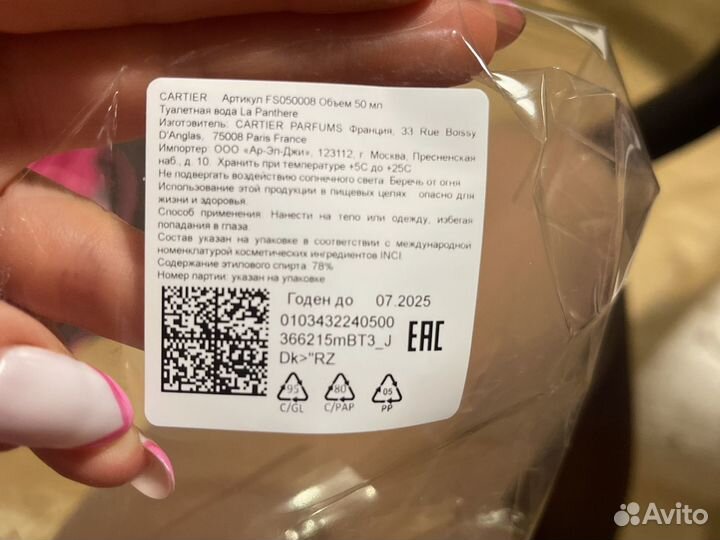 CARTIER Артикул FS050008 Объем 50 мл
Туалетная вода La Panthere
Изготовитель: CARTIER PARFUMS Франция, 33 Rue Boissy
D'Anglas, 75008 Paris France
Импортер: ООО «Ар-Эл-Джи», 123112, г. Москва, Пресненская
наб., д. 10. Хранить при температуре +5С до +25С
Не подвергать воздействию солнечного света. Беречь от огня
Использование этой продукции в пищевых целях опасно для
жизни и здоровья.
Способ применения: Нанести на тело или одежду, избегая
попадания в глаза.
Состав указан на упаковке в соответствии с международной
номенклатурой косметических ингредиентов INCI.
Содержание этилового спирта: 78%
Номер партии: указан на упаковке
Годен до 07.2025
0103432240500
366215mBT3_J
Dk>"RZ
EAC
95 80 05
C/GL C/PAP PP
Avito